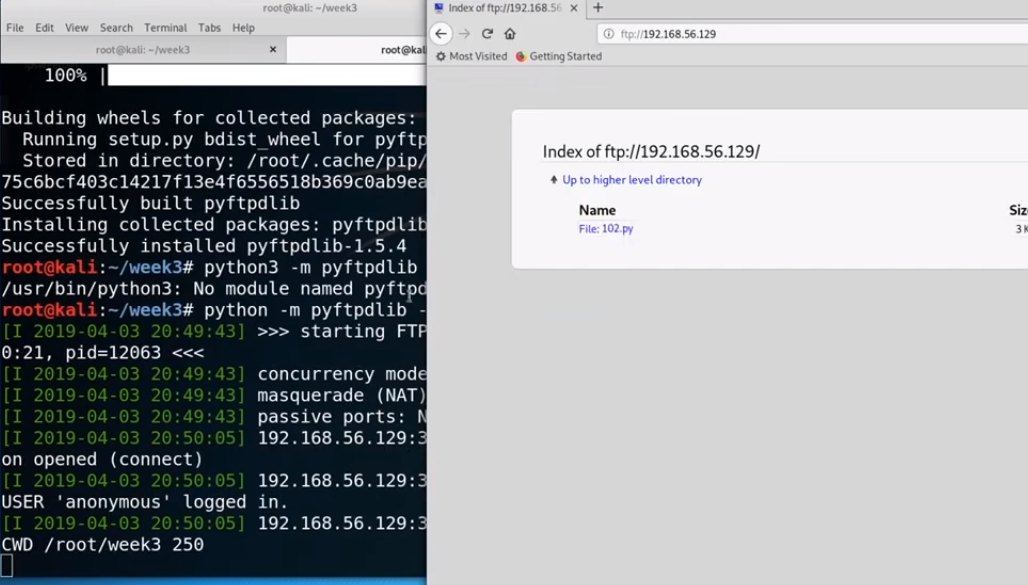 root@kali: ~/week3
File Edit View Search Terminal Tabs Help
root@kali: ~/week3 × root@kal
100% |
Building wheels for collected packages:
Running setup.py bdist_wheel for pyftp
Stored in directory: /root/.cache/pip/
75c6bcf403c14217f13e4f6556518b369c0ab9ea
Successfully built pyftpdlib
Installing collected packages: pyftpdlib
Successfully installed pyftpdlib-1.5.4
root@kali:~/week3# python3 -m pyftpdlib
/usr/bin/python3: No module named pyftpd
root@kali:~/week3# python -m pyftpdlib -
[I 2019-04-03 20:49:43] >>> starting FTP
0:21, pid=12063 <<<
[I 2019-04-03 20:49:43] concurrency mode
[I 2019-04-03 20:49:43] masquerade (NAT)
[I 2019-04-03 20:49:43] passive ports: N
[I 2019-04-03 20:50:05] 192.168.56.129:3
on opened (connect)
[I 2019-04-03 20:50:05] 192.168.56.129:3
USER 'anonymous' logged in.
[I 2019-04-03 20:50:05] 192.168.56.129:3
CWD /root/week3 250
Index of ftp://192.168.56 × +
ftp://192.168.56.129
Most Visited Getting Started
Index of ftp://192.168.56.129/
Up to higher level directory
Name Siz
File: 102.py 3 K